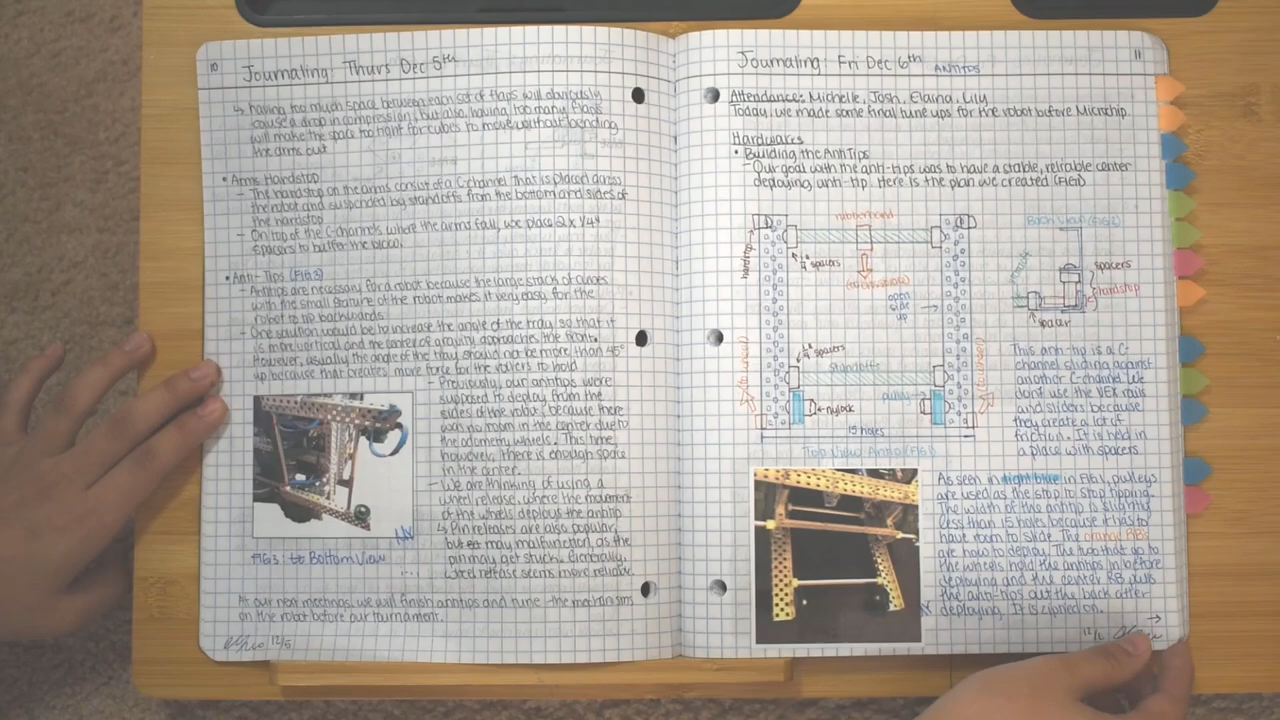 10
Journaling: Thurs Dec 5th
↳ having too much space between each set of flaps will obviously
cause a drop in compression, but also, having too many flaps
will make the space too tight for cubes to move without bending
the arms out
• Arms Hardstop
- The hardstop on the arms consist of a C-channel that is placed across
the robot and suspended by standoffs from the bottom and sides of
the hardstop
- On top of the C-channels where the arms fall, we place 2 x 1/4"
spacers to buffer the blow.
• Anti-Tips (FIG 3)
- Antitips are necessary for a robot because the large stack of cubes
with the small stature of the robot makes it very easy for the
robot to tip backwards
- One solution would be to increase the angle of the tray so that it
is more vertical and the center of gravity approaches the front.
However, usually the angle of the tray should not be more than 45°
up because that creates more force for the rollers to hold
- Previously, our antitips were
supposed to deploy from the
sides of the robot, because there
was no room in the center due to
the odometry wheels. This time,
however, there is enough space
in the center.
- We are thinking of using a
wheel release, where the movement
of the wheels deploys the antitip
↳ Pin releases are also popular,
but may malfunction, as the
pin may get stuck. Generally,
wheel release seems more reliable.
FIG 3: Bottom View
...
At our next meetings, we will finish antitips and tune the mechanisms
on the robot before our tournament.
12/5
11
Journaling: Fri Dec 6th ANTITIPS
Attendance: Michelle, Josh, Elaina, Lily
Today, we made some final tune ups for the robot before Microchip.
Hardware
• Building the AntiTips
- Our goal with the anti-tips was to have a stable, reliable center
deploying anti-tip. Here is the plan we created (FIG 1)
rubberband
hardstop
1/4" spacers
open
side
up
1/4" spacers
standoffs
pulley→
←nylock
15 holes
Top View Antitip (FIG 1)
Back View (FIG 2)
spacers
hardstop
spacer
This anti-tip is a C-
channel sliding against
another C-channel. We
don't use the VEX rails
and sliders because
they create a lot of
friction. It is held in
a place with spacers
As seen in light blue in FIG 1, pulleys
are used as the stop to stop tipping.
The width of this antitip is slightly
less than 15 holes because it has to
have room to slide. The orange RBs
are how to deploy. The two that go to
the wheels hold the antitips in before
deploying and the center RB pulls
the anti-tips out the back after
deploying. It is ziptied on.
→
12/6